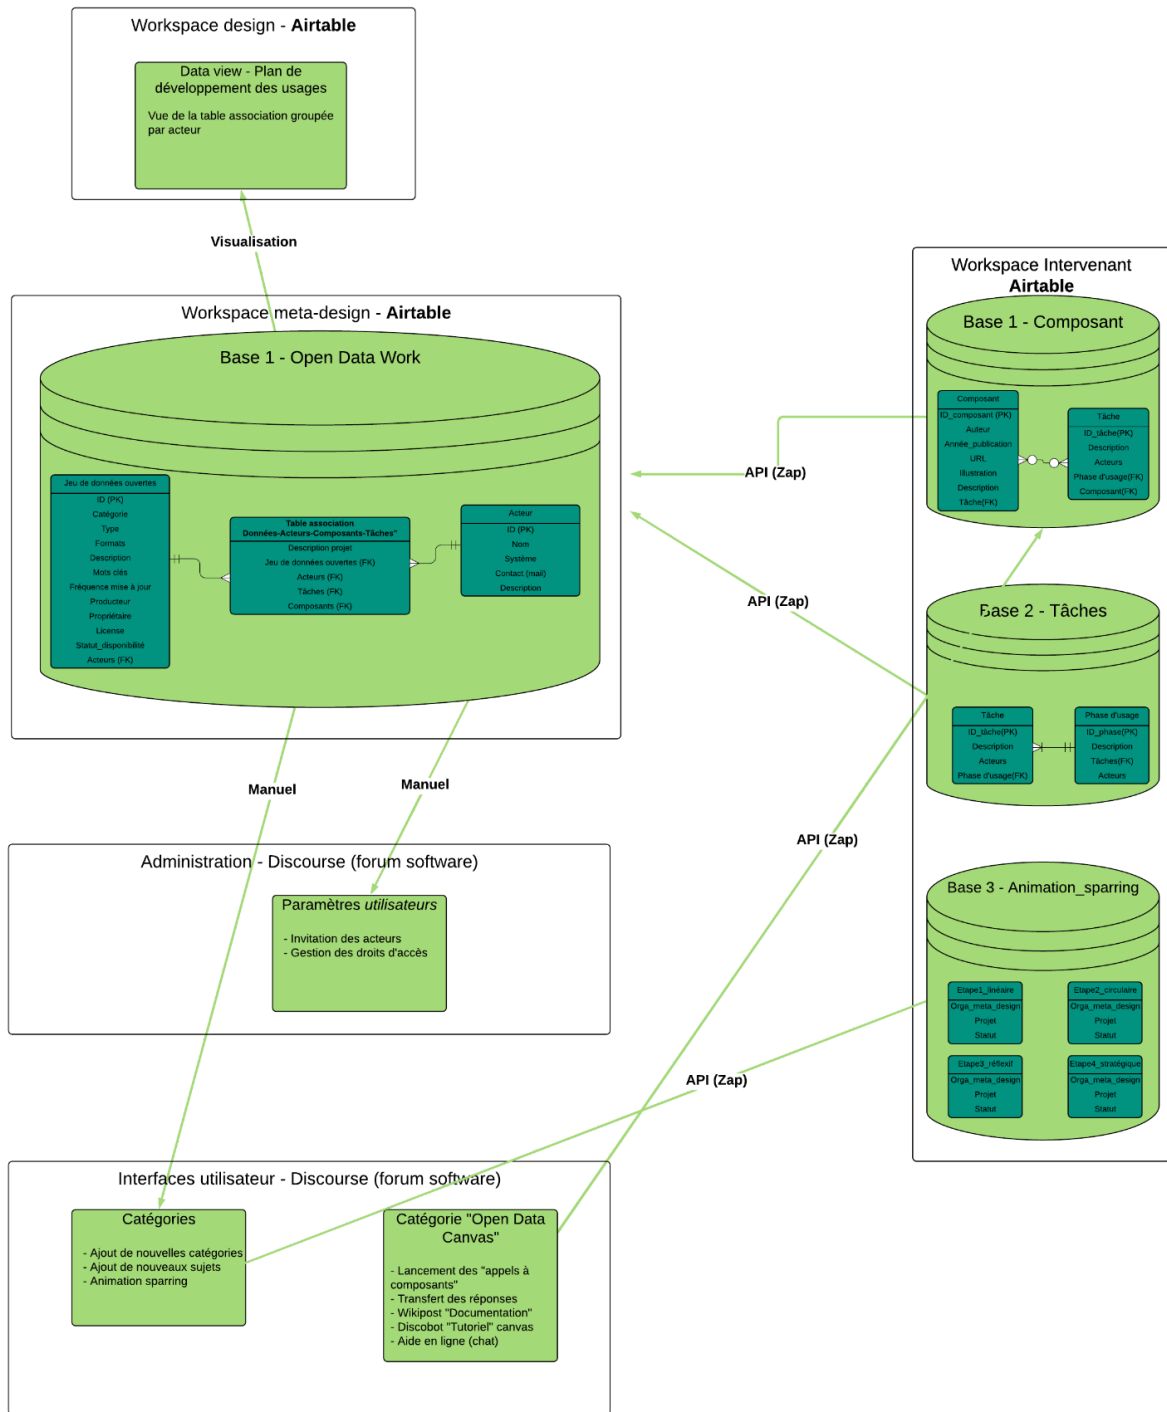 Workspace design - Airtable
Data view - Plan de
développement des usages
Vue de la table association groupée
par acteur
Visualisation
Workspace meta-design - Airtable
Base 1 - Open Data Work
Jeu de données ouvertes
ID (PK)
Catégorie
Type
Formats
Description
Mots clés
Fréquence mise à jour
Producteur
Propriétaire
License
Statut_disponibilité
Acteurs (FK)
Table association
Données-Acteurs-Composants-Tâches"
Description projet
Jeu de données ouvertes (FK)
Acteurs (FK)
Tâches (FK)
Composants (FK)
Acteur
ID (PK)
Nom
Système
Contact (mail)
Description
Manuel
Manuel
API (Zap)
API (Zap)
API (Zap)
API (Zap)
Workspace Intervenant
Airtable
Base 1 - Composant
Composant
ID_composant (PK)
Auteur
Année_publication
URL
Illustration
Description
Tâche(FK)
Tâche
ID_tâche(PK)
Description
Acteurs
Phase d'usage(FK)
Composant(FK)
Base 2 - Tâches
Tâche
ID_tâche(PK)
Description
Acteurs
Phase d'usage(FK)
Phase d'usage
ID_phase(PK)
Description
Tâches(FK)
Acteurs
Base 3 - Animation_sparring
Etape1_linéaire
Orga_meta_design
Projet
Statut
Etape2_circulaire
Orga_meta_design
Projet
Statut
Etape3_réflexif
Orga_meta_design
Projet
Statut
Etape4_stratégique
Orga_meta_design
Projet
Statut
Administration - Discourse (forum software)
Paramètres utilisateurs
- Invitation des acteurs
- Gestion des droits d'accès
Interfaces utilisateur - Discourse (forum software)
Catégories
- Ajout de nouvelles catégories
- Ajout de nouveaux sujets
- Animation sparring
Catégorie "Open Data
Canvas"
- Lancement des "appels à
composants"
- Transfert des réponses
- Wikipost "Documentation"
- Discobot "Tutoriel" canvas
- Aide en ligne (chat)